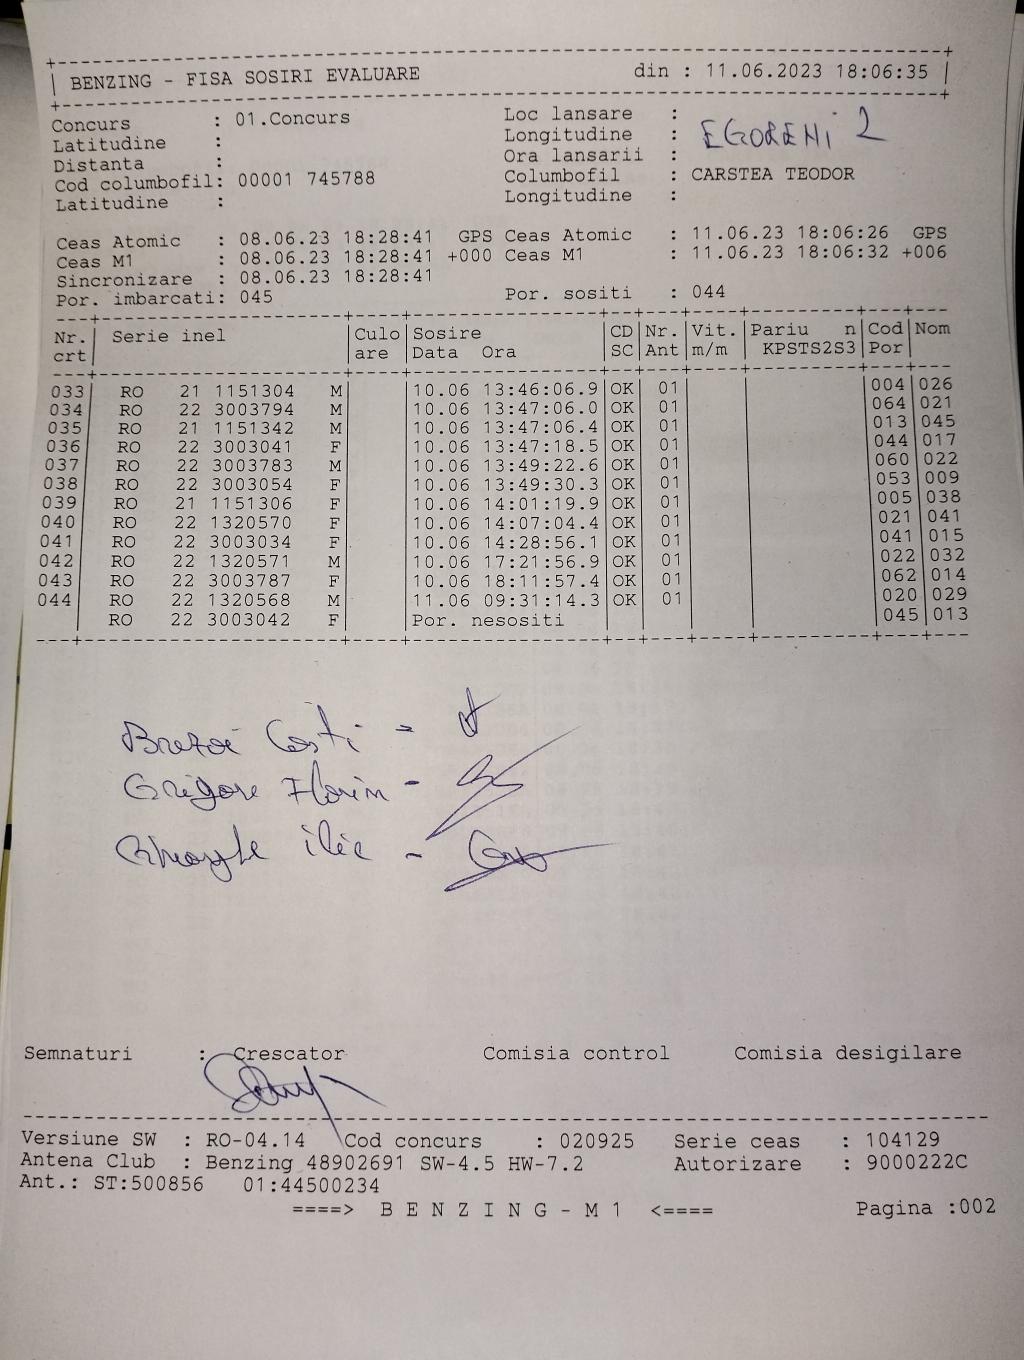 BENZING - FISA SOSIRI EVALUARE din : 11.06.2023 18:06:35
Concurs : 01.Concurs Loc lansare :
Latitudine : Longitudine : EGORENI 2
Distanta : Ora lansarii :
Cod columbofil: 00001 745788 Columbofil : CARSTEA TEODOR
Latitudine : Longitudine :
Ceas Atomic : 08.06.23 18:28:41 GPS Ceas Atomic : 11.06.23 18:06:26 GPS
Ceas M1 : 08.06.23 18:28:41 +000 Ceas M1 : 11.06.23 18:06:32 +006
Sincronizare : 08.06.23 18:28:41
Por. imbarcati: 045 Por. sositi : 044
Nr. Serie inel Culo Sosire CD Nr. Vit. Pariu n Cod Nom
crt are Data Ora SC Ant m/m KPSTS2S3 Por
033 RO 21 1151304 M 10.06 13:46:06.9 OK 01 004 026
034 RO 22 3003794 M 10.06 13:47:06.0 OK 01 064 021
035 RO 21 1151342 M 10.06 13:47:06.4 OK 01 013 045
036 RO 22 3003041 F 10.06 13:47:18.5 OK 01 044 017
037 RO 22 3003783 M 10.06 13:49:22.6 OK 01 060 022
038 RO 22 3003054 F 10.06 13:49:30.3 OK 01 053 009
039 RO 21 1151306 F 10.06 14:01:19.9 OK 01 005 038
040 RO 22 1320570 F 10.06 14:07:04.4 OK 01 021 041
041 RO 22 3003034 F 10.06 14:28:56.1 OK 01 041 015
042 RO 22 1320571 M 10.06 17:21:56.9 OK 01 022 032
043 RO 22 3003787 F 10.06 18:11:57.4 OK 01 062 014
044 RO 22 1320568 M 11.06 09:31:14.3 OK 01 020 029
RO 22 3003042 F Por. nesositi 045 013
Brezoi Costi -
Grigore Florin -
Gheorghe ilie -
Semnaturi : Crescator Comisia control Comisia desigilare
Versiune SW : RO-04.14 Cod concurs : 020925 Serie ceas : 104129
Antena Club : Benzing 48902691 SW-4.5 HW-7.2 Autorizare : 9000222C
Ant.: ST:500856 01:44500234
====> B E N Z I N G - M 1 <==== Pagina :002